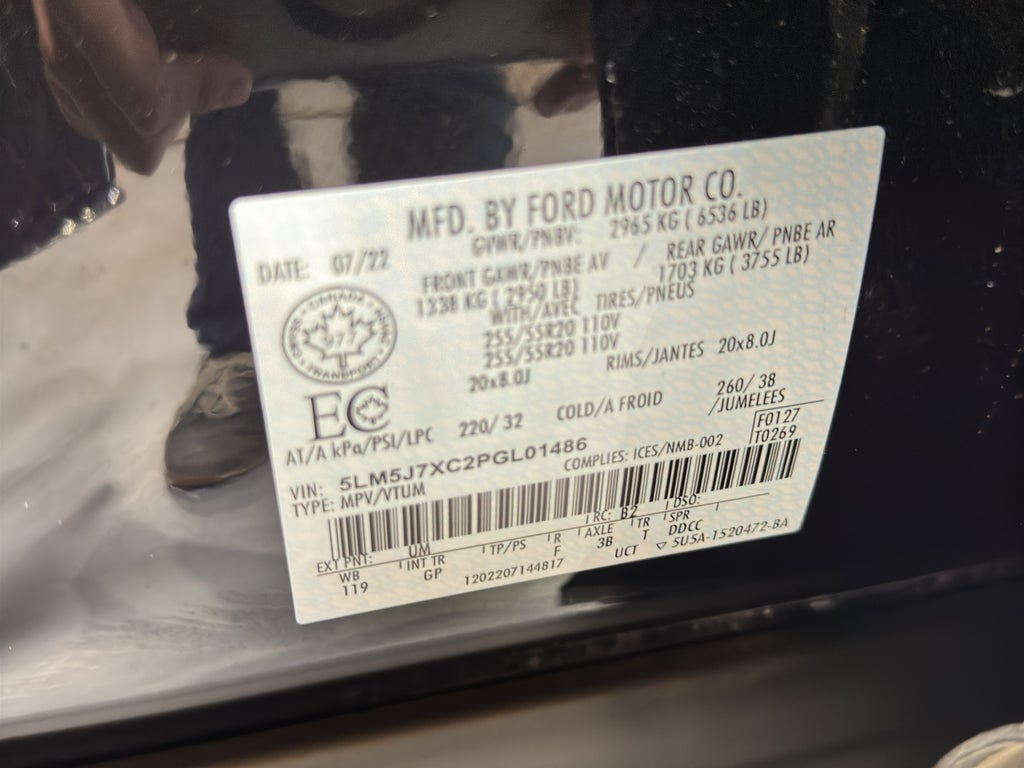 MFD. BY FORD MOTOR CO.
DATE: 07/22
GVWR/PNBV: 2965 KG ( 6536 LB)
FRONT GAWR/PNBE AV / REAR GAWR/ PNBE AR
1338 KG ( 2950 LB) 1703 KG ( 3755 LB)
WITH/AVEC TIRES/PNEUS
255/55R20 110V
255/55R20 110V
20x8.0J RIMS/JANTES 20x8.0J
CANADA
977
TRANSPORT
EC
AT/A kPa/PSI/LPC 220/ 32 COLD/A FROID 260/ 38
/JUMELEES
VIN: 5LM5J7XC2PGL01486 COMPLIES: ICES/NMB-002 F0127
TYPE: MPV/VTUM T0269
EXT PNT: UM RC: B2 DSO:
WB INT TR TP/PS R AXLE TR SPR
119 GP F 3B T DDCC
1202207144817 UCT ▽ 5U5A-1520472-BA